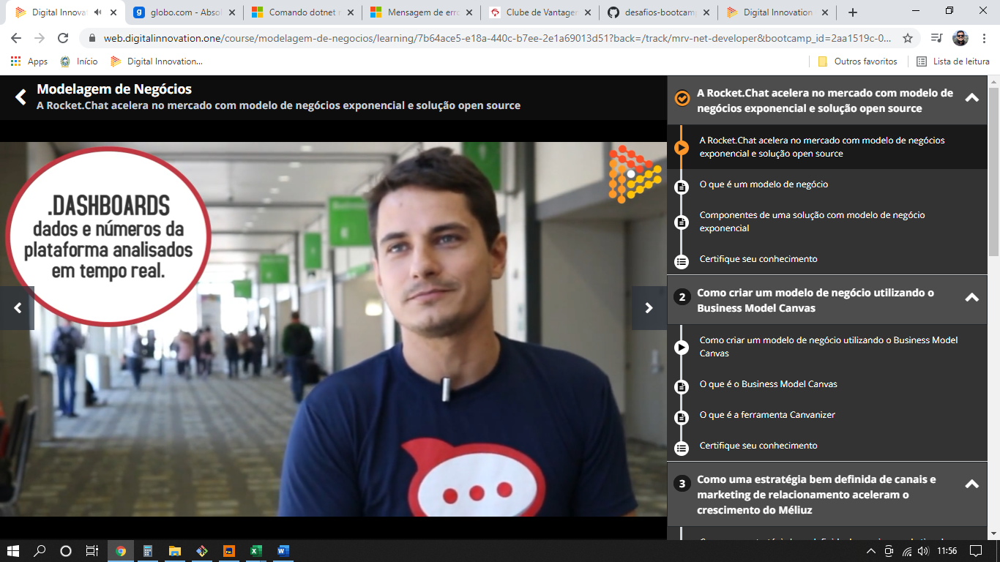 Digital Innovat
globo.com - Absol
Comando dotnet r
Mensagem de erro
Clube de Vantager
desafios-bootcamp
Digital Innovation
web.digitalinnovation.one/course/modelagem-de-negocios/learning/7b64ace5-e18a-440c-b7ee-2e1a69013d51?back=/track/mrv-net-developer&bootcamp_id=2aa1519c-0...
Apps
Início
Digital Innovation...
Outros favoritos
Lista de leitura
Modelagem de Negócios
A Rocket.Chat acelera no mercado com modelo de negócios exponencial e solução open source
.DASHBOARDS
dados e números da
plataforma analisados
em tempo real.
A Rocket.Chat acelera no mercado com modelo de
negócios exponencial e solução open source
A Rocket.Chat acelera no mercado com modelo de negócios
exponencial e solução open source
O que é um modelo de negócio
Componentes de uma solução com modelo de negócio
exponencial
Certifique seu conhecimento
2
Como criar um modelo de negócio utilizando o
Business Model Canvas
Como criar um modelo de negócio utilizando o Business Model
Canvas
O que é o Business Model Canvas
O que é a ferramenta Canvanizer
Certifique seu conhecimento
3
Como uma estratégia bem definida de canais e
marketing de relacionamento aceleram o
crescimento do Méliuz
11:56